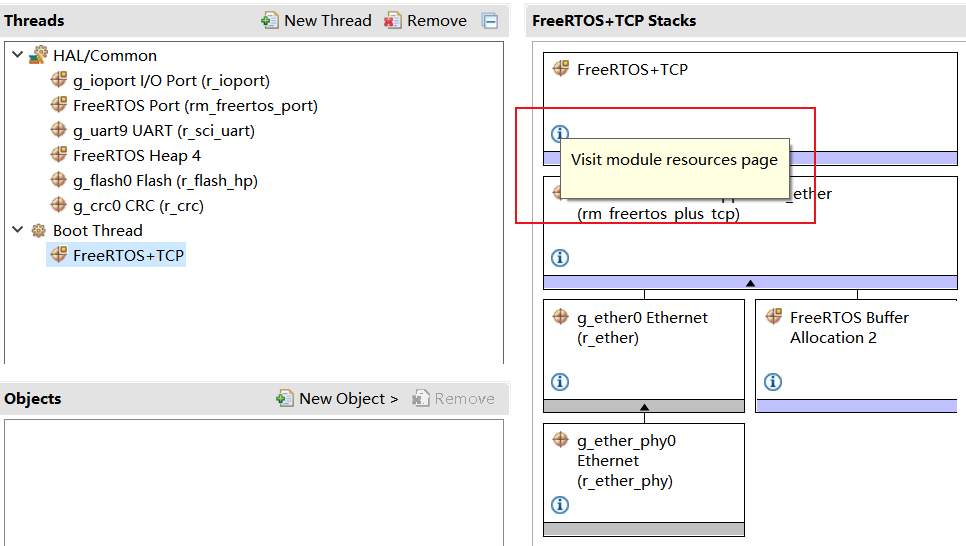 Threads
New Thread
Remove
HAL/Common
g_ioport I/O Port (r_ioport)
FreeRTOS Port (rm_freertos_port)
g_uart9 UART (r_sci_uart)
FreeRTOS Heap 4
g_flash0 Flash (r_flash_hp)
g_crc0 CRC (r_crc)
Boot Thread
FreeRTOS+TCP
Objects
New Object >
Remove
FreeRTOS+TCP Stacks
FreeRTOS+TCP
Visit module resources page
ether
(rm_freertos_plus_tcp)
g_ether0 Ethernet
(r_ether)
FreeRTOS Buffer
Allocation 2
g_ether_phy0
Ethernet
(r_ether_phy)